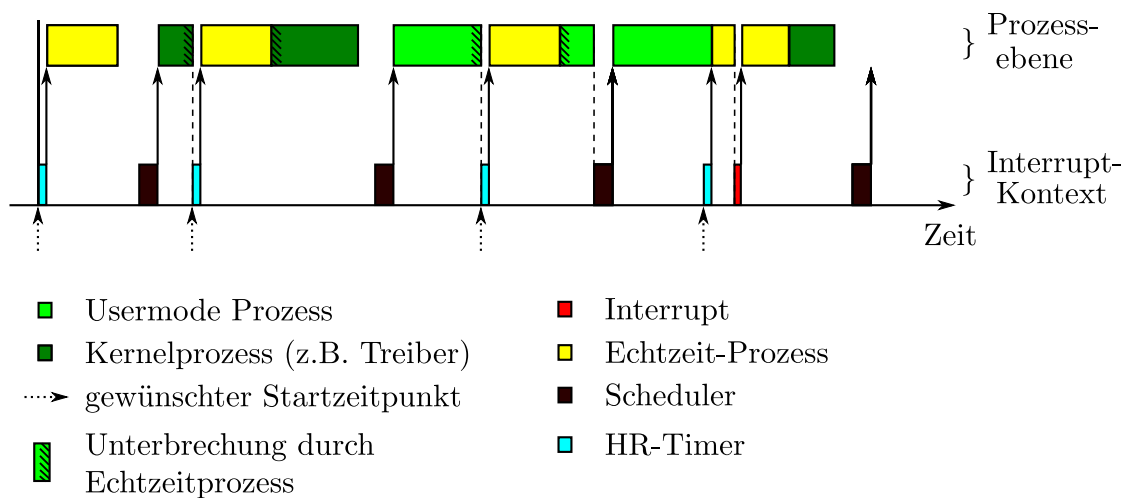 } Prozess-
ebene
} Interrupt-
Kontext
Zeit
Usermode Prozess
Kernelprozess (z.B. Treiber)
gewünschter Startzeitpunkt
Unterbrechung durch
Echtzeitprozess
Interrupt
Echtzeit-Prozess
Scheduler
HR-Timer